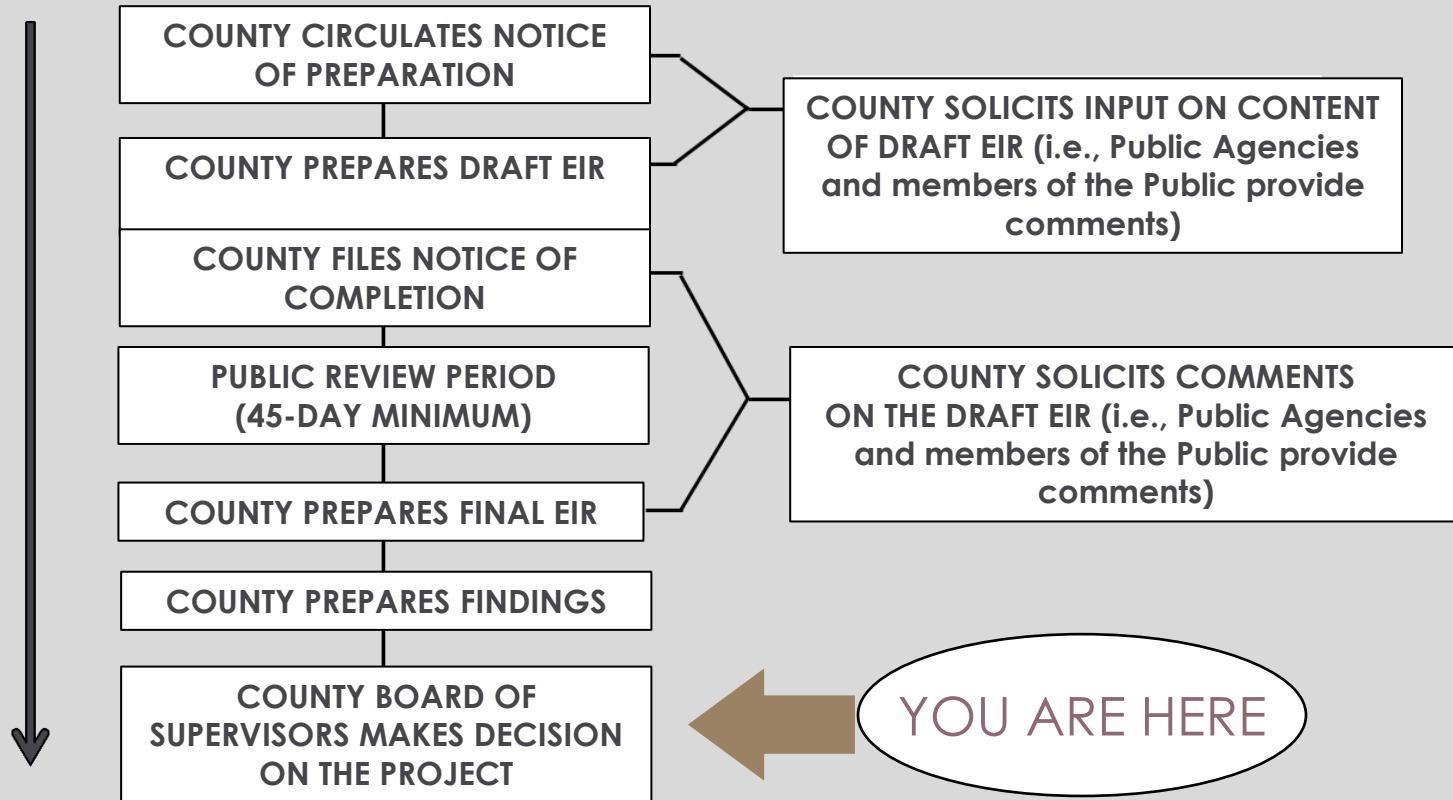 COUNTY CIRCULATES NOTICE
OF PREPARATION
COUNTY PREPARES DRAFT EIR
COUNTY SOLICITS INPUT ON CONTENT
OF DRAFT EIR (i.e., Public Agencies
and members of the Public provide
comments)
COUNTY FILES NOTICE OF
COMPLETION
PUBLIC REVIEW PERIOD
(45-DAY MINIMUM)
COUNTY PREPARES FINAL EIR
COUNTY SOLICITS COMMENTS
ON THE DRAFT EIR (i.e., Public Agencies
and members of the Public provide
comments)
COUNTY PREPARES FINDINGS
COUNTY BOARD OF
SUPERVISORS MAKES DECISION
ON THE PROJECT
YOU ARE HERE